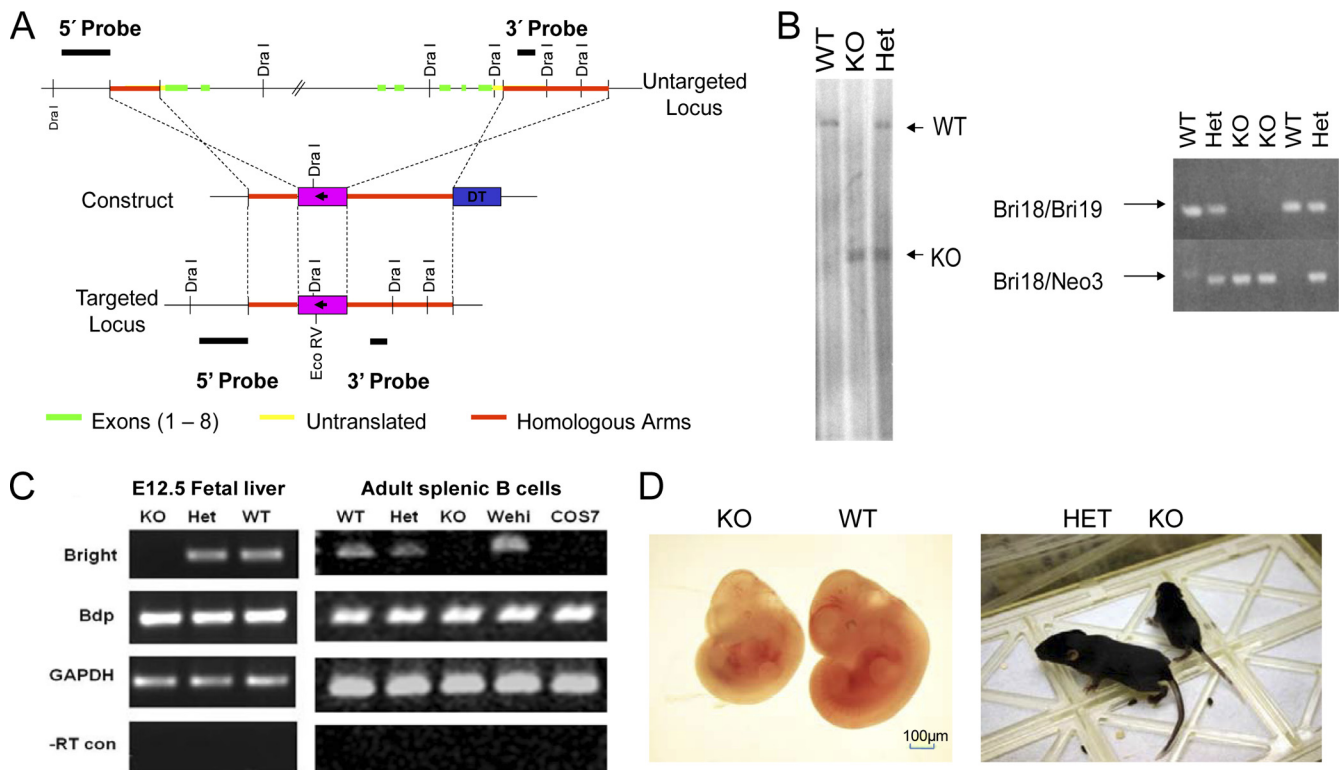 A
5´ Probe
3´ Probe
Dra I
Dra I
Dra I
Dra I
Dra I
Dra I
Untargeted
Locus
Dra I
Construct
DT
Dra I
Dra I
Dra I
Dra I
Targeted
Locus
Eco RV
5’ Probe
3’ Probe
Exons (1 – 8)
Untranslated
Homologous Arms
B
WT
KO
Het
WT
KO
WT
Het
KO
KO
WT
Het
Bri18/Bri19
Bri18/Neo3
C
E12.5 Fetal liver
Adult splenic B cells
KO Het WT
WT Het KO Wehi COS7
Bright
Bdp
GAPDH
-RT con
D
KO WT
HET KO
100µm